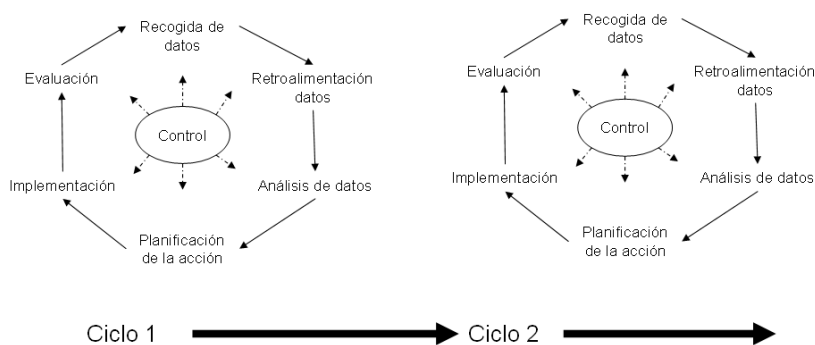 Recogida de
datos
Evaluación
Retroalimentación
datos
Control
Implementación
Análisis de datos
Planificación
de la acción
Recogida de
datos
Evaluación
Retroalimentación
datos
Control
Implementación
Análisis de datos
Planificación
de la acción
Ciclo 1
Ciclo 2